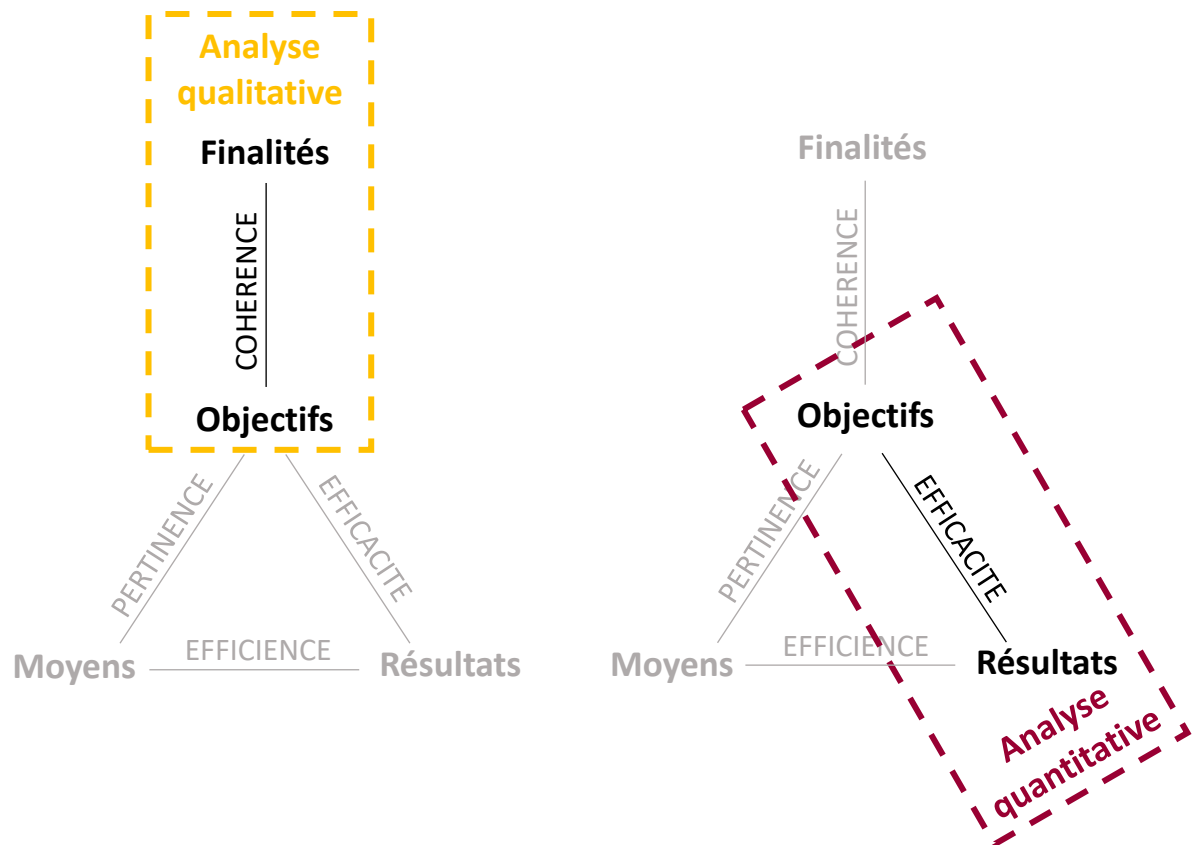 Analyse
qualitative
Finalités
COHERENCE
Objectifs
PERTINENCE
EFFICACITE
Moyens
EFFICIENCE
Résultats
Finalités
COHERENCE
Objectifs
PERTINENCE
EFFICACITE
Moyens
EFFICIENCE
Résultats
Analyse
quantitative